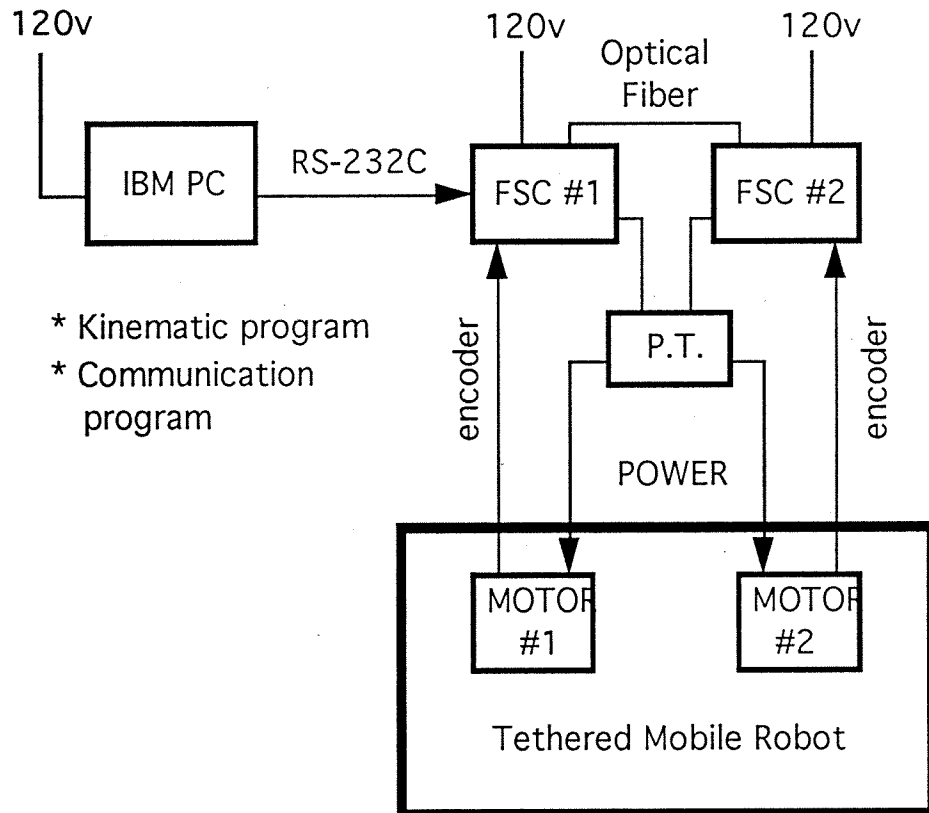 120v
120v
120v
Optical
Fiber
IBM PC
RS-232C
FSC #1
FSC #2
* Kinematic program
* Communication
program
encoder
P.T.
encoder
POWER
MOTOR
#1
MOTOR
#2
Tethered Mobile Robot